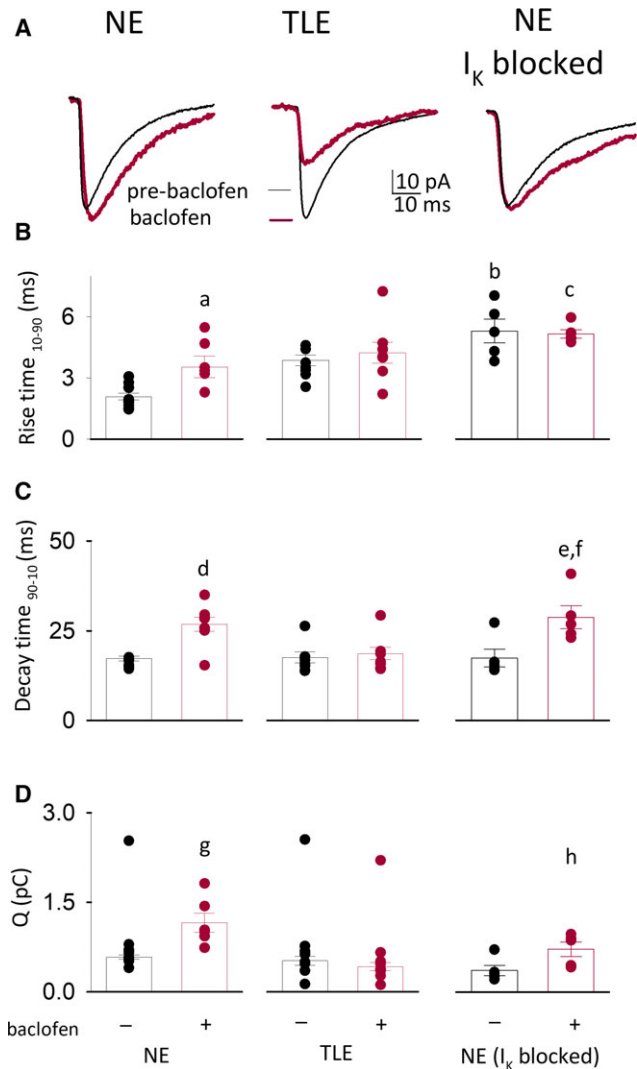 A
NE
TLE
NE
I_K blocked
pre-baclofen
baclofen
10 pA
10 ms
B
Rise time 10-90 (ms)
6
3
0
a
b
c
C
Decay time 90-10 (ms)
50
25
0
d
e,f
D
Q (pC)
3.0
1.5
0.0
g
h
baclofen
– + – + – +
NE
TLE
NE (I_K blocked)